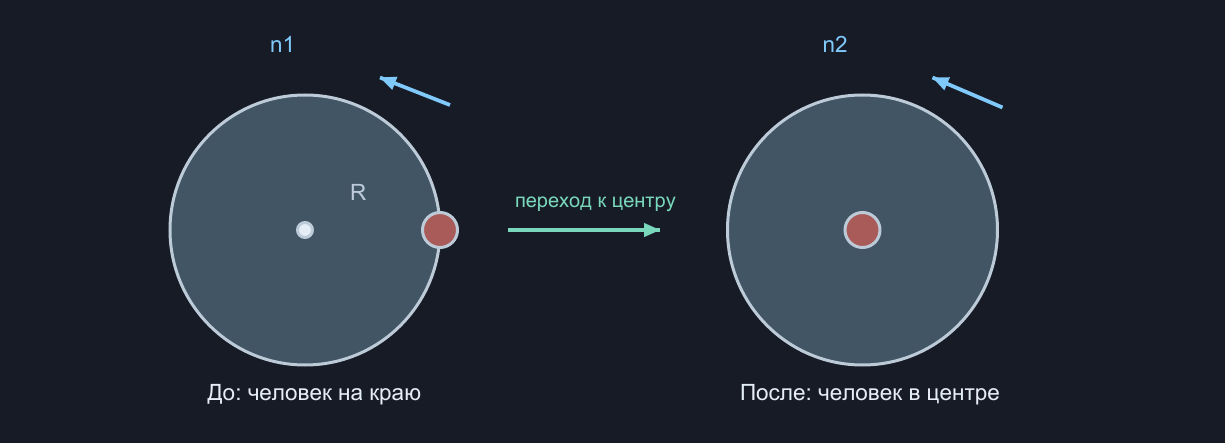 n1
n2
R
переход к центру
До: человек на краю
После: человек в центре